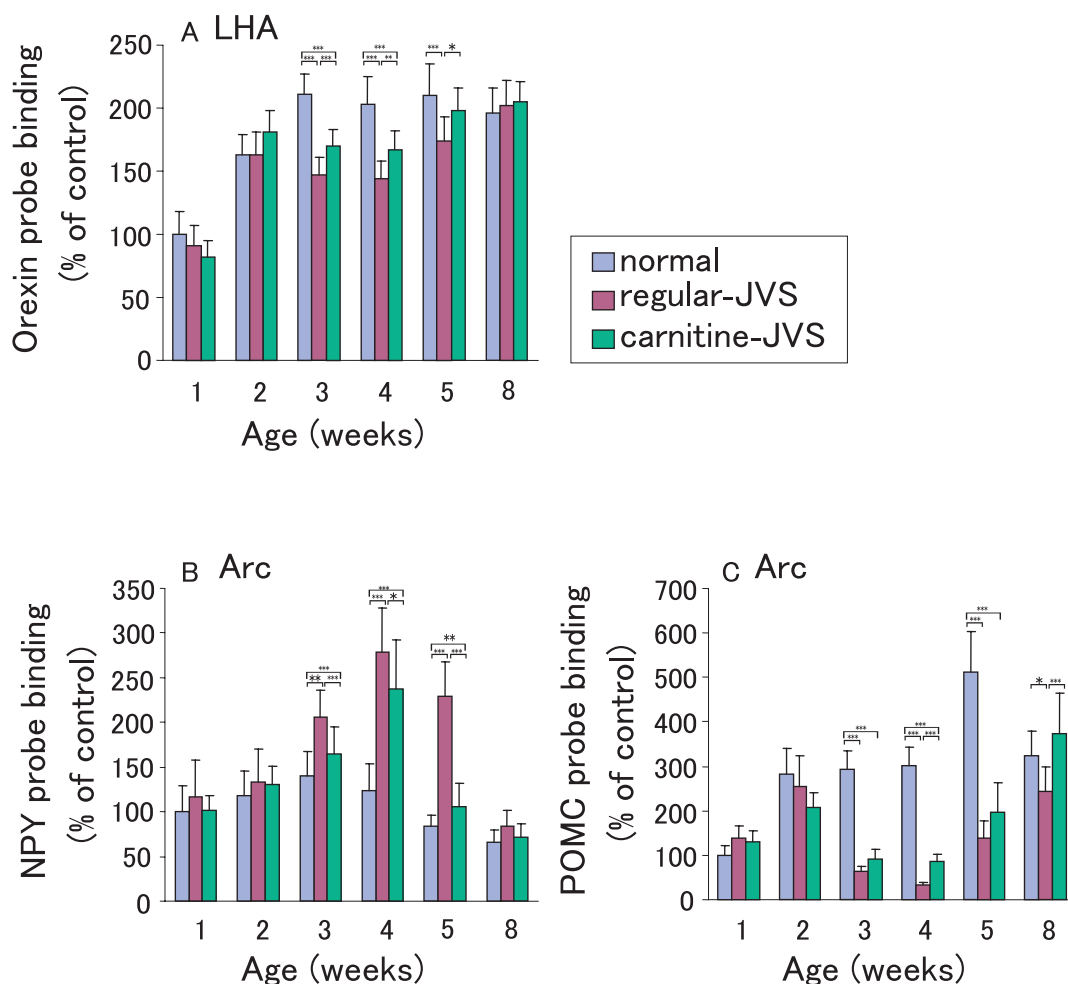 A LHA
Orexin probe binding
(% of control)
250
200
150
100
50
0
*** *** ***
*** *** **
*** *
1 2 3 4 5 8
Age (weeks)
normal
regular-JVS
carnitine-JVS
B Arc
NPY probe binding
(% of control)
350
300
250
200
150
100
50
0
*** ** ***
*** *** *
** *** ***
1 2 3 4 5 8
Age (weeks)
C Arc
POMC probe binding
(% of control)
700
600
500
400
300
200
100
0
*** ***
*** *** ***
*** ***
* ***
1 2 3 4 5 8
Age (weeks)